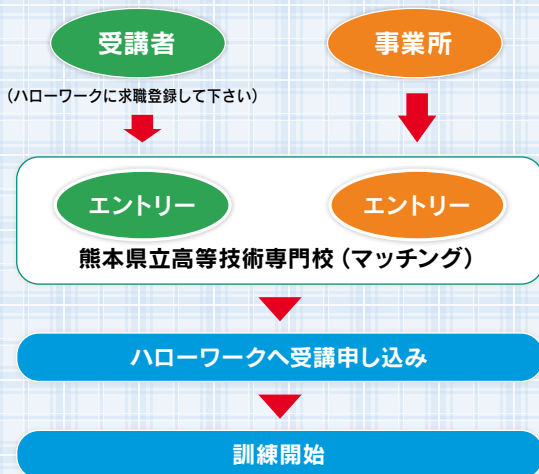 受講者
事業所
（ハローワークに求職登録して下さい）
エントリー
エントリー
熊本県立高等技術専門校（マッチング）
ハローワークへ受講申し込み
訓練開始